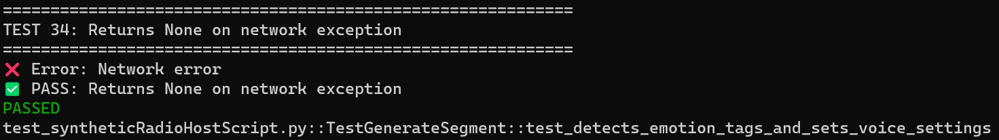 ============================================================
TEST 34: Returns None on network exception
============================================================
❌ Error: Network error
✅ PASS: Returns None on network exception
PASSED
test_syntheticRadioHostScript.py::TestGenerateSegment::test_detects_emotion_tags_and_sets_voice_settings